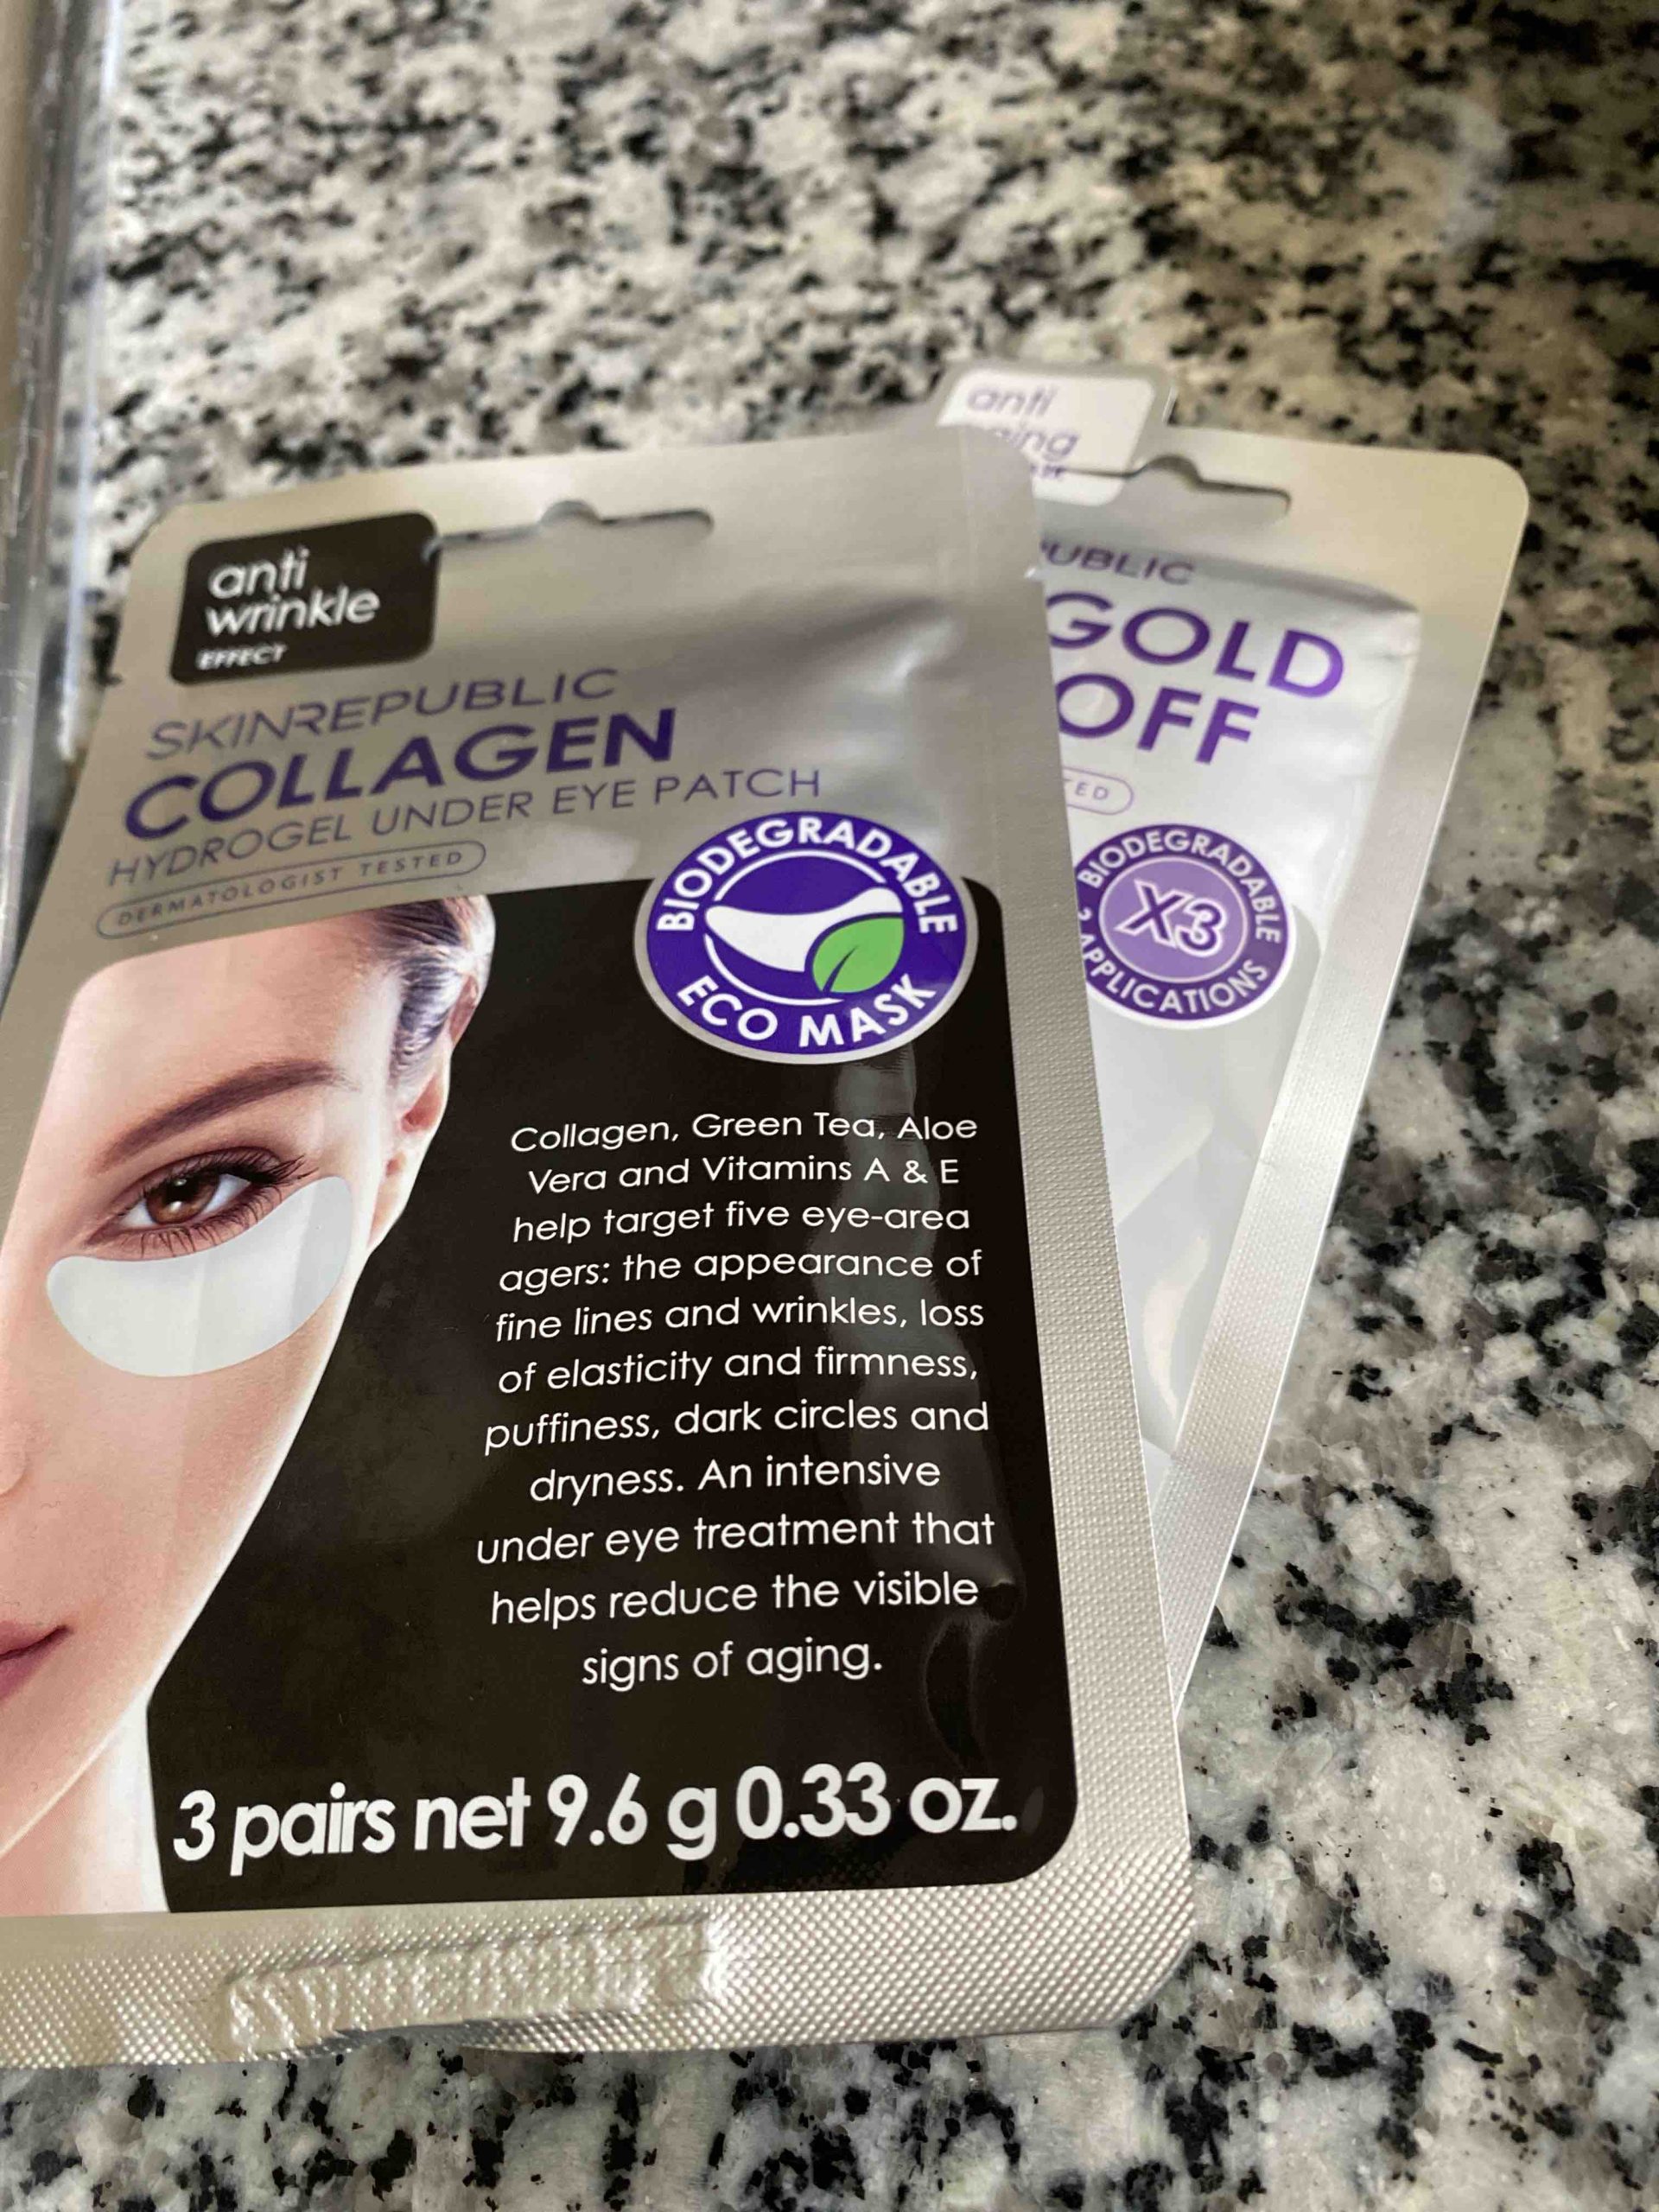 anti
wrinkle
EFFECT
SKINREPUBLIC
COLLAGEN
HYDROGEL UNDER EYE PATCH
DERMATOLOGIST TESTED
BIODEGRADABLE
ECO MASK
Collagen, Green Tea, Aloe
Vera and Vitamins A & E
help target five eye-area
agers: the appearance of
fine lines and wrinkles, loss
of elasticity and firmness,
puffiness, dark circles and
dryness. An intensive
under eye treatment that
helps reduce the visible
signs of aging.
3 pairs net 9.6 g 0.33 oz.
anti
UBLIC
GOLD
OFF
TED
BIODEGRADABLE
X3
APPLICATIONS